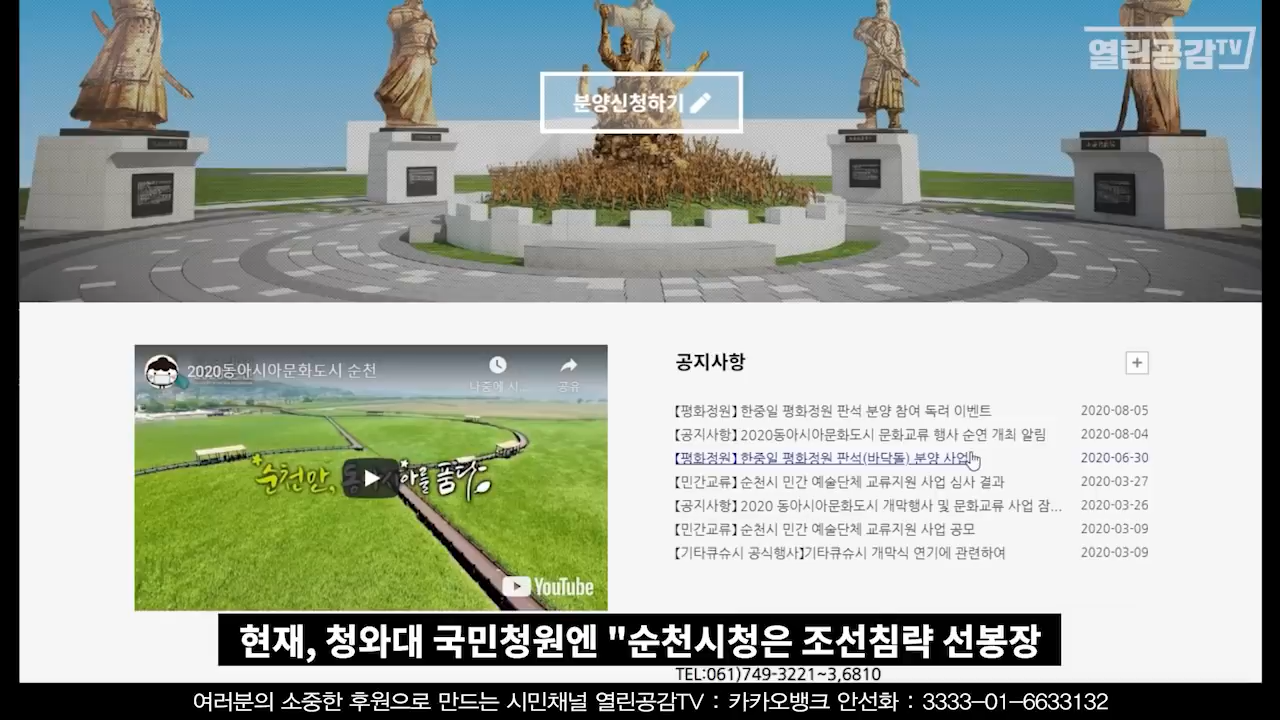 열린공감TV
분양신청하기
2020동아시아문화도시 순천
나중에 시...
공유
순천만, 동아시아를 품다
YouTube
공지사항
【평화정원】 한중일 평화정원 판석 분양 참여 독려 이벤트 2020-08-05
【공지사항】 2020동아시아문화도시 문화교류 행사 순연 개최 알림 2020-08-04
【평화정원】 한중일 평화정원 판석(바닥돌) 분양 사업 2020-06-30
【민간교류】 순천시 민간 예술단체 교류지원 사업 심사 결과 2020-03-27
【공지사항】 2020 동아시아문화도시 개막행사 및 문화교류 사업 잠... 2020-03-26
【민간교류】 순천시 민간 예술단체 교류지원 사업 공모 2020-03-09
【기타큐슈시 공식행사】기타큐슈시 개막식 연기에 관련하여 2020-03-09
현재, 청와대 국민청원엔 "순천시청은 조선침략 선봉장
TEL:061)749-3221~3,6810
여러분의 소중한 후원으로 만드는 시민채널 열린공감TV : 카카오뱅크 안선화 : 3333-01-6633132